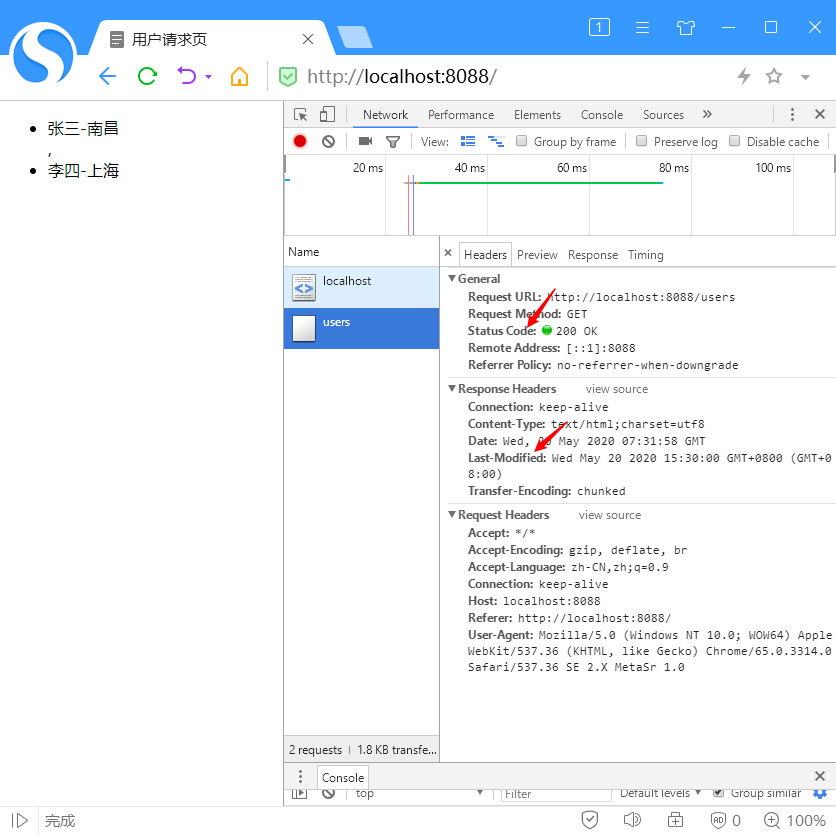 用户请求页
1
http://localhost:8088/
张三-南昌
,
李四-上海
Network Performance Elements Console Sources
View: Group by frame Preserve log Disable cache
20 ms 40 ms 60 ms 80 ms 100 ms
Name
localhost
users
Headers Preview Response Timing
General
Request URL: http://localhost:8088/users
Request Method: GET
Status Code: 200 OK
Remote Address: [::1]:8088
Referrer Policy: no-referrer-when-downgrade
Response Headers view source
Connection: keep-alive
Content-Type: text/html;charset=utf8
Date: Wed, 20 May 2020 07:31:58 GMT
Last-Modified: Wed May 20 2020 15:30:00 GMT+0800 (GMT+0
8:00)
Transfer-Encoding: chunked
Request Headers view source
Accept: */*
Accept-Encoding: gzip, deflate, br
Accept-Language: zh-CN,zh;q=0.9
Connection: keep-alive
Host: localhost:8088
Referer: http://localhost:8088/
User-Agent: Mozilla/5.0 (Windows NT 10.0; WOW64) Apple
WebKit/537.36 (KHTML, like Gecko) Chrome/65.0.3314.0
Safari/537.36 SE 2.X MetaSr 1.0
2 requests | 1.8 KB transfe...
Console
top Filter Default levels Group similar
完成
AD 0 100%